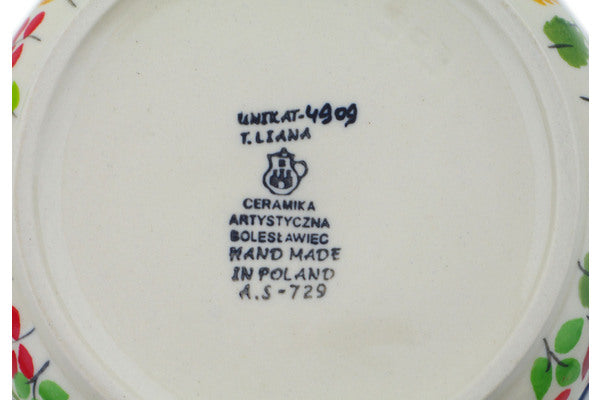 UNIKAT-4909
T.LIANA
CERAMIKA
ARTYSTYCZNA
BOLESŁAWIEC
HAND MADE
IN POLAND
A.S-729